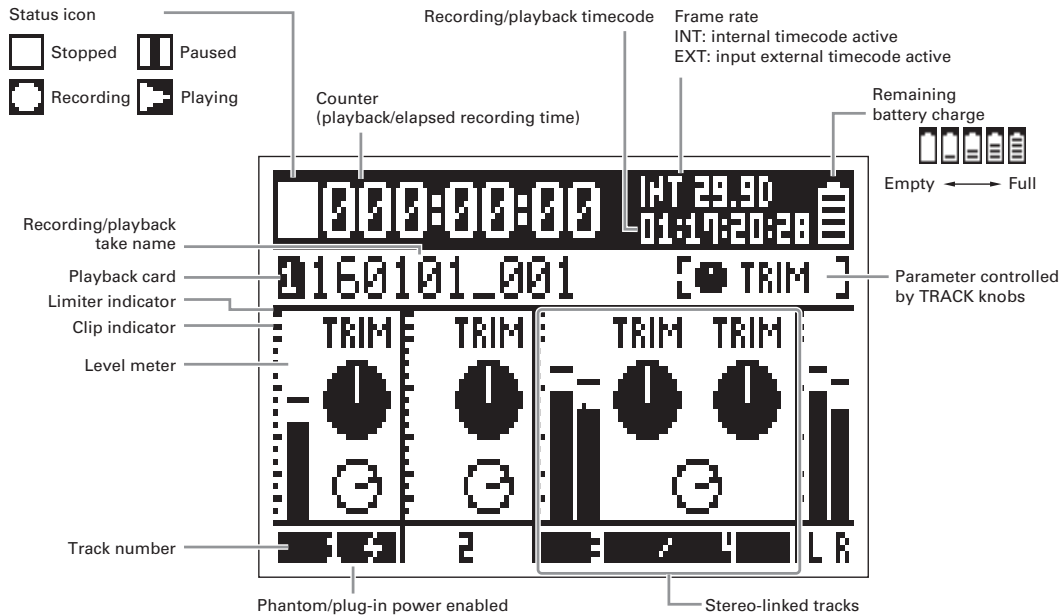 Status icon
Stopped
Paused
Recording
Playing
Counter
(playback/elapsed recording time)
Recording/playback timecode
Frame rate
INT: internal timecode active
EXT: input external timecode active
Remaining
battery charge
Empty
Full
000:00:00
INT 29.9D
01:17:20:28
Recording/playback
take name
Playback card
1
160101_001
[ TRIM ]
Parameter controlled
by TRACK knobs
Limiter indicator
Clip indicator
Level meter
TRIM
TRIM
TRIM
TRIM
Track number
2
/ 4
L R
Phantom/plug-in power enabled
Stereo-linked tracks